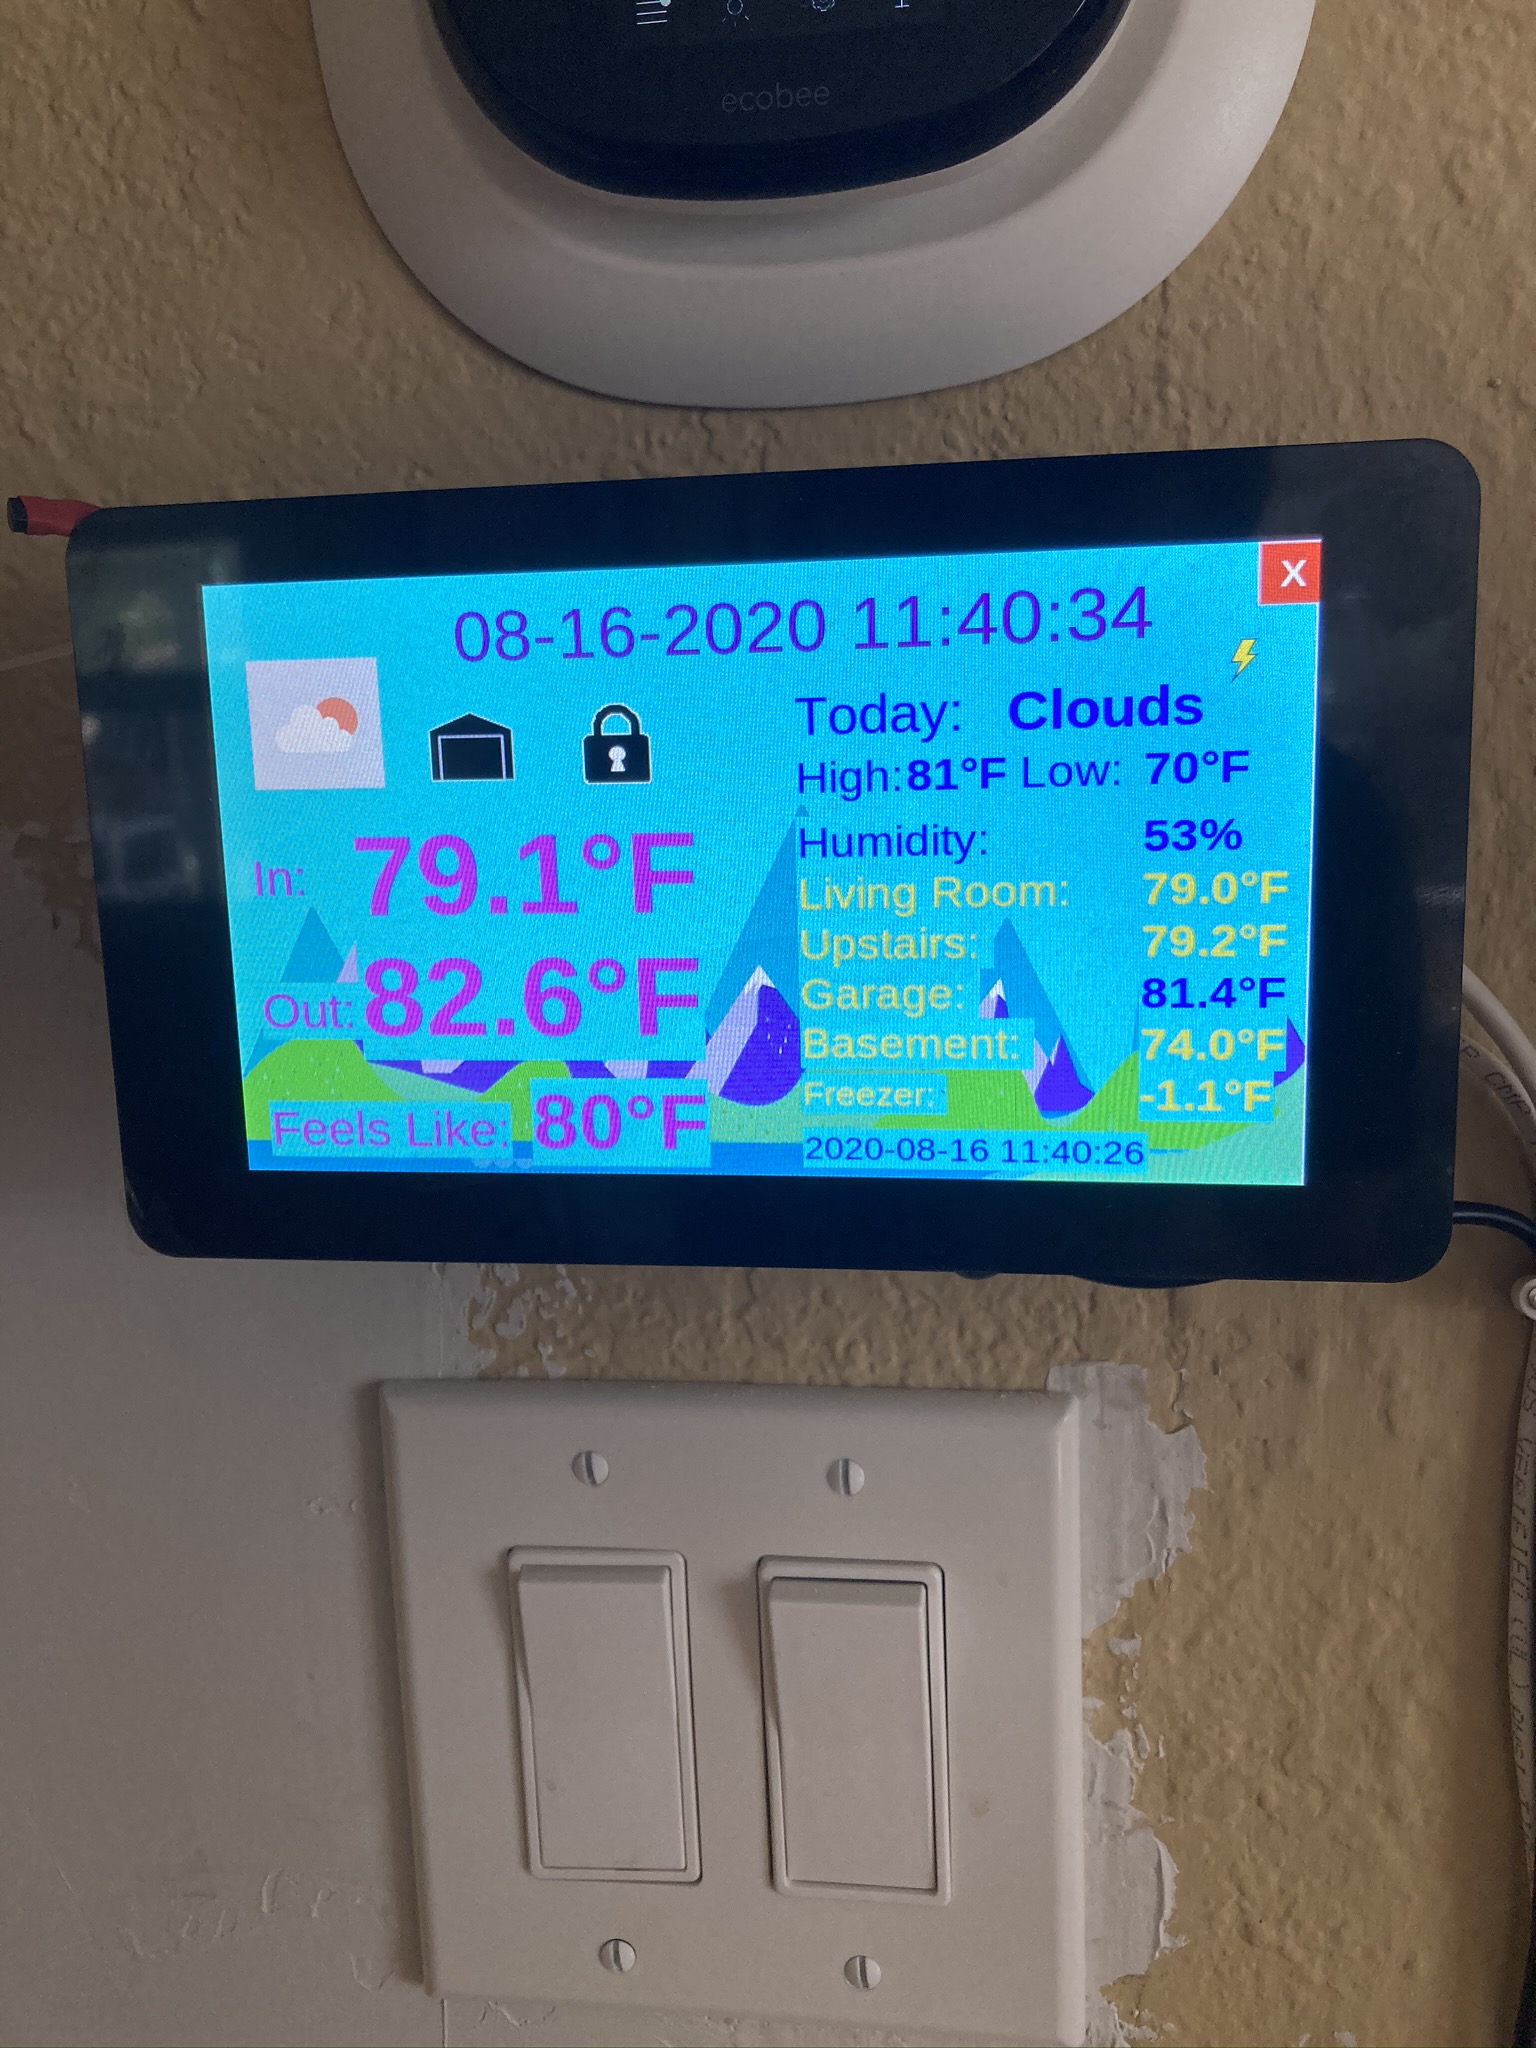 ecobee
X
08-16-2020 11:40:34
Today: Clouds
High: 81°F Low: 70°F
In: 79.1°F
Out: 82.6°F
Feels Like: 80°F
Humidity: 53%
Living Room: 79.0°F
Upstairs: 79.2°F
Garage: 81.4°F
Basement: 74.0°F
Freezer: -1.1°F
2020-08-16 11:40:26